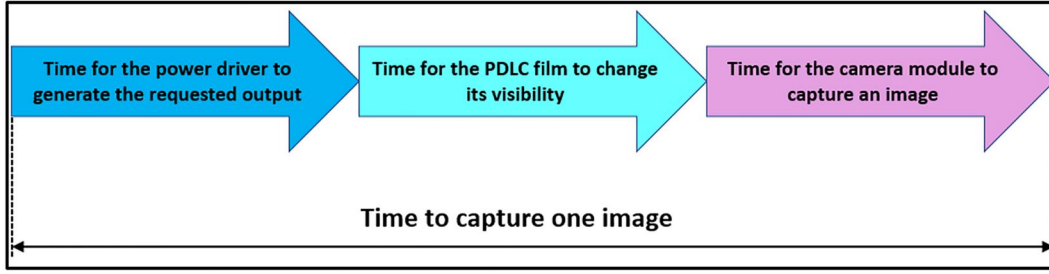 Time for the power driver to
generate the requested output
Time for the PDLC film to change
its visibility
Time for the camera module to
capture an image
Time to capture one image